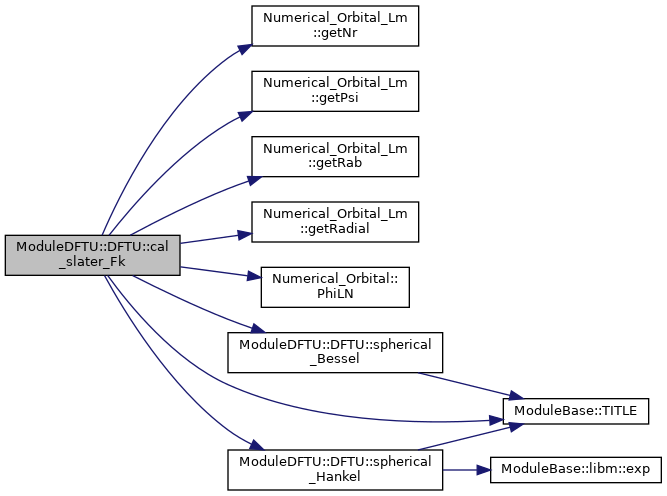 Numerical_Orbital_Lm
::getNr
Numerical_Orbital_Lm
::getPsi
Numerical_Orbital_Lm
::getRab
Numerical_Orbital_Lm
::getRadial
ModuleDFTU::DFTU::cal
_slater_Fk
Numerical_Orbital::
PhiLN
ModuleDFTU::DFTU::spherical
_Bessel
ModuleBase::TITLE
ModuleDFTU::DFTU::spherical
_Hankel
ModuleBase::libm::exp